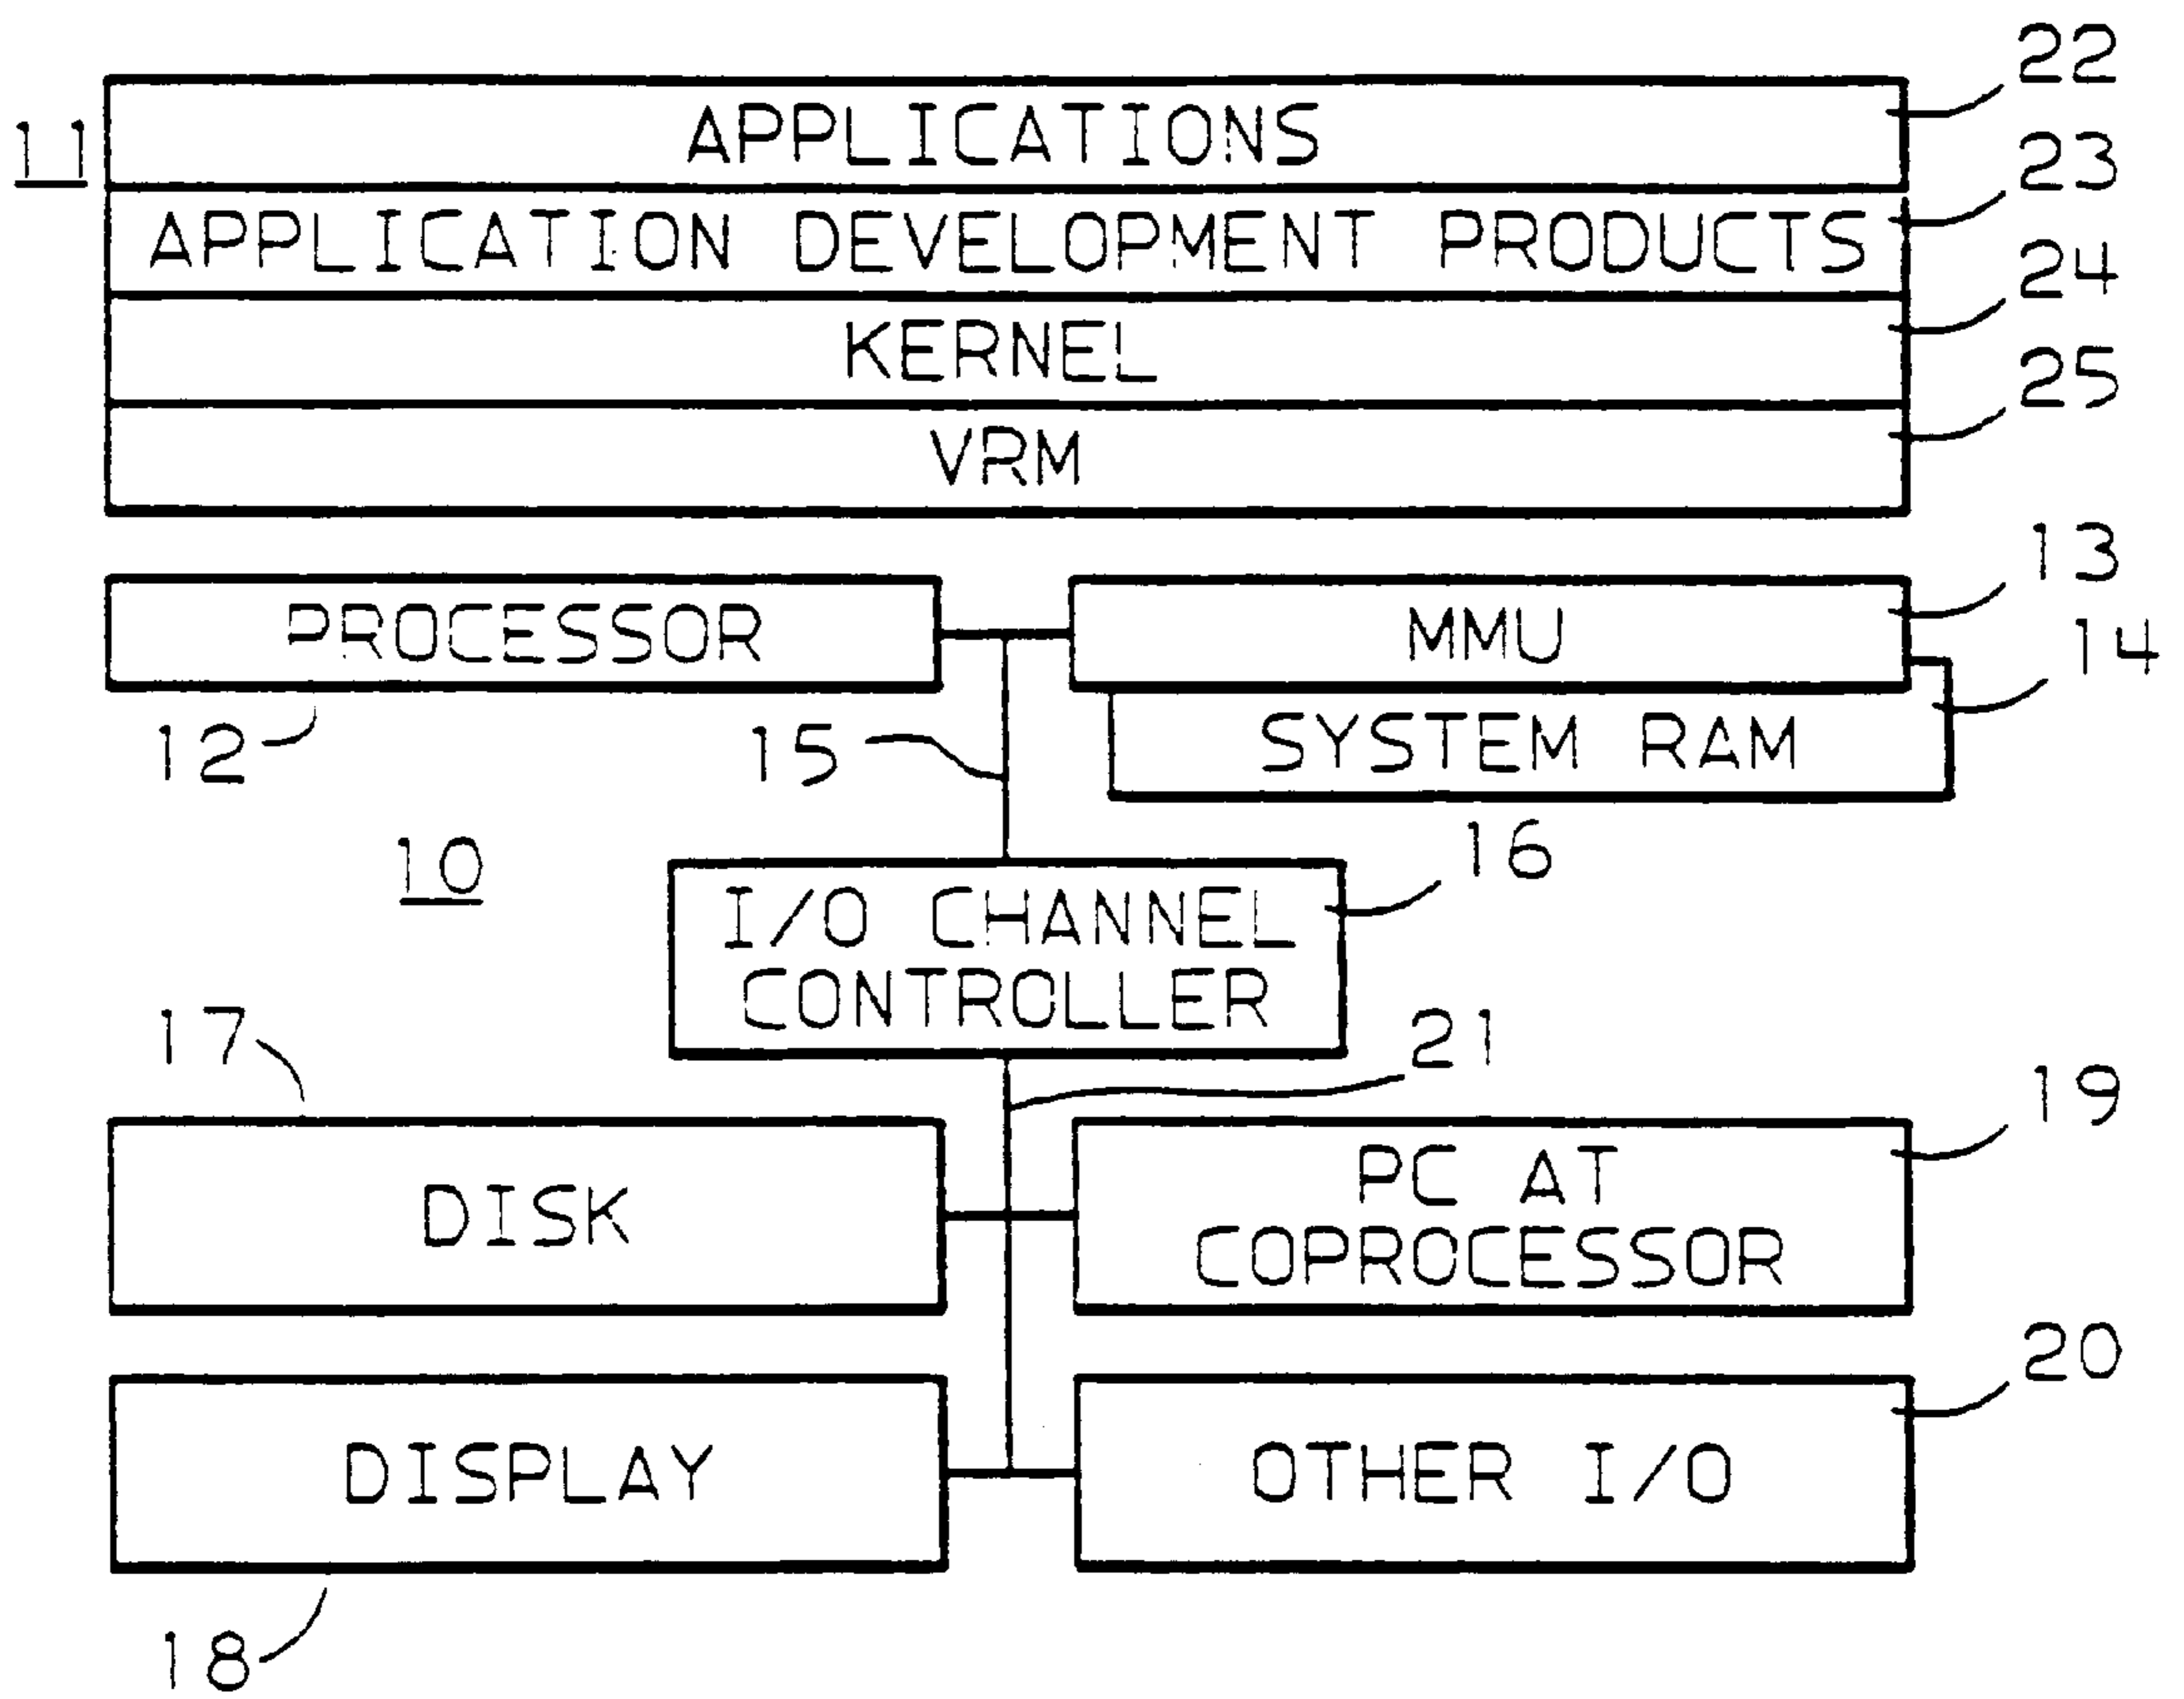 22
APPLICATIONS
11
23
APPLICATION DEVELOPMENT PRODUCTS
24
KERNEL
25
VRM
13
PROCESSOR
MMU
14
12
15
SYSTEM RAM
10
16
I/O CHANNEL
CONTROLLER
17
21
19
DISK
PC AT
COPROCESSOR
20
DISPLAY
OTHER I/O
18